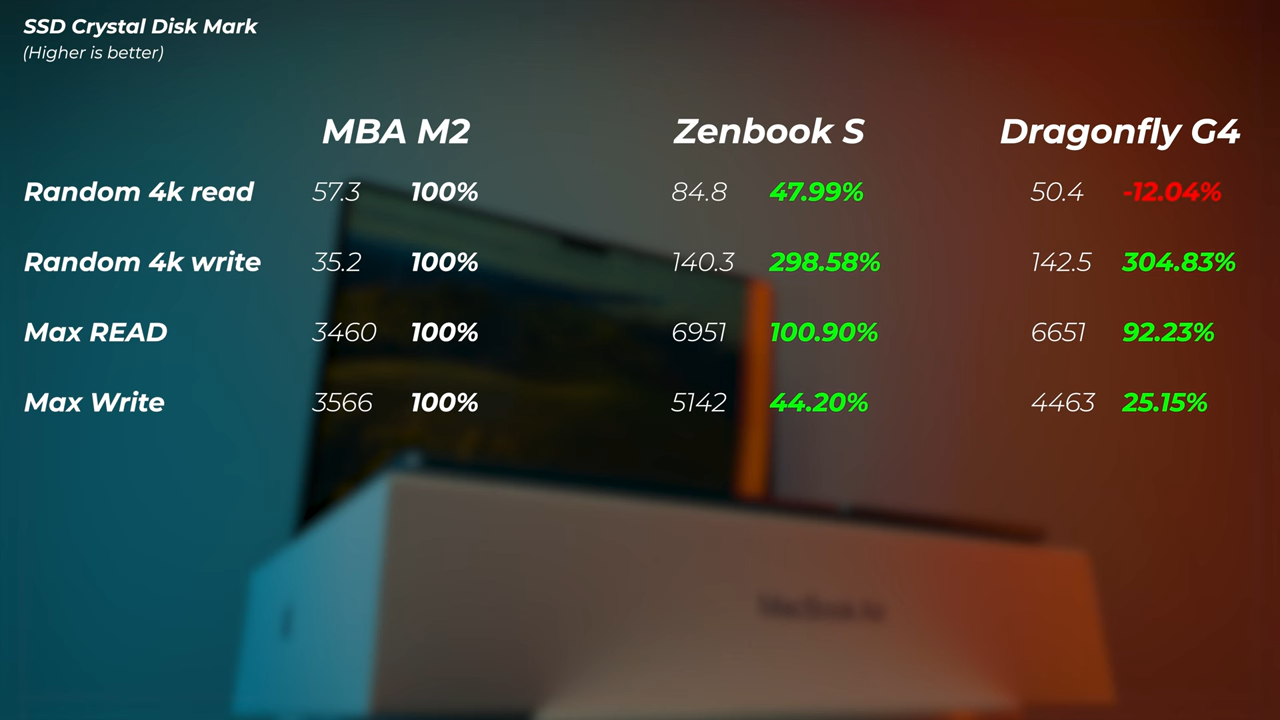 SSD Crystal Disk Mark
(Higher is better)
MBA M2 Zenbook S Dragonfly G4
Random 4k read 57.3 100% 84.8 47.99% 50.4 -12.04%
Random 4k write 35.2 100% 140.3 298.58% 142.5 304.83%
Max READ 3460 100% 6951 100.90% 6651 92.23%
Max Write 3566 100% 5142 44.20% 4463 25.15%
MacBook Air